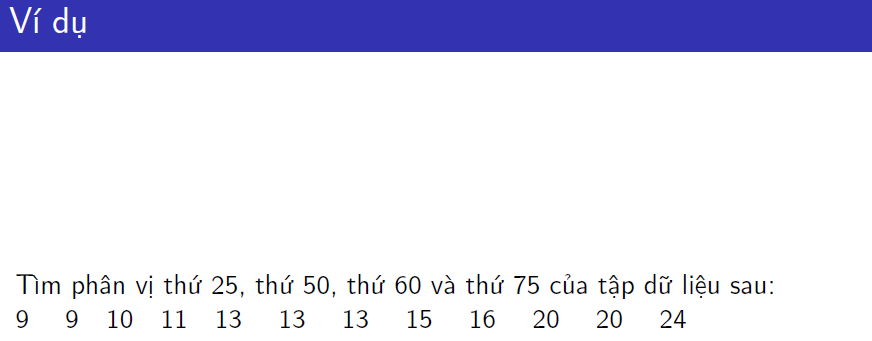 Ví dụ
Tìm phân vị thứ 25, thứ 50, thứ 60 và thứ 75 của tập dữ liệu sau:
9 9 10 11 13 13 13 15 16 20 20 24